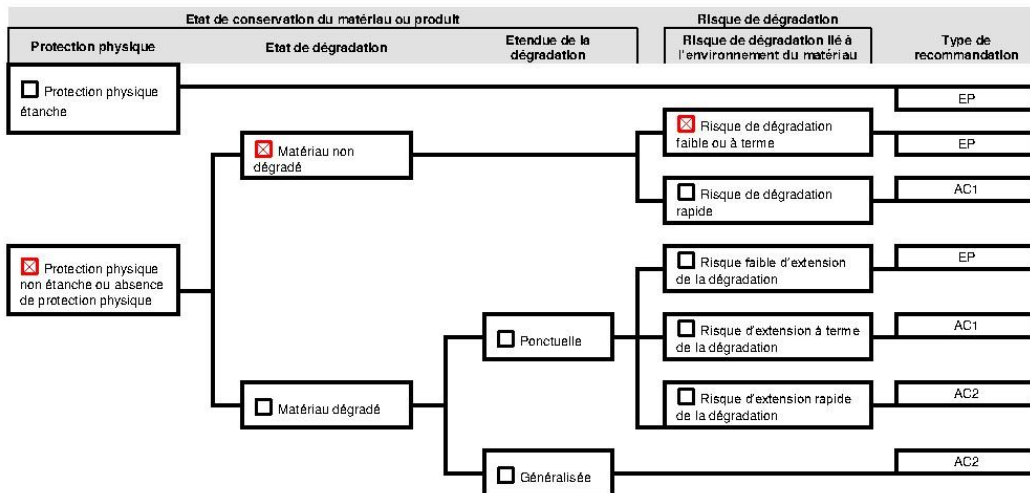 Etat de conservation du matériau ou produit
Risque de dégradation
Protection physique
Etat de dégradation
Etendue de la
dégradation
Risque de dégradation lié à
l'environnement du matériau
Type de
recommandation
Protection physique
étanche
EP
Matériau non
dégradé
Risque de dégradation
faible ou à terme
EP
Risque de dégradation
rapide
AC1
Protection physique
non étanche ou absence
de protection physique
Risque faible d'extension
de la dégradation
EP
Ponctuelle
Risque d'extension à terme
de la dégradation
AC1
Matériau dégradé
Risque d'extension rapide
de la dégradation
AC2
Généralisée
AC2